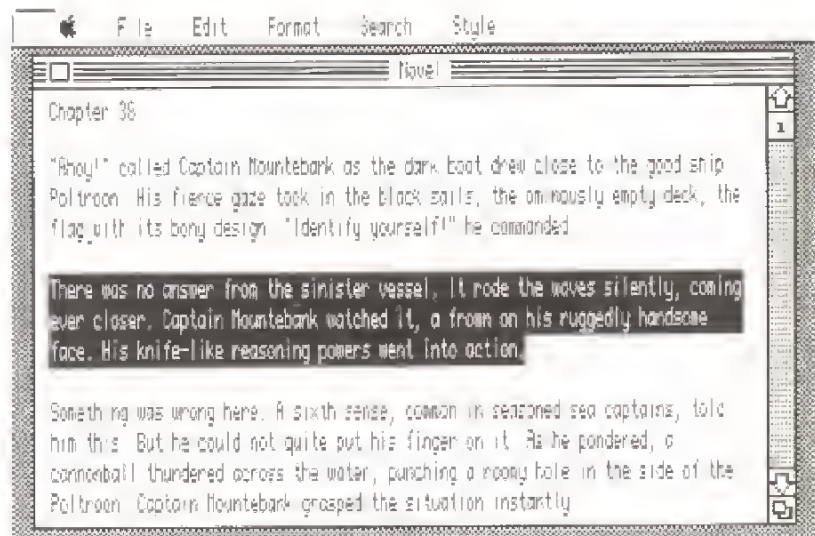 File Edit Format Search Style
Novel
Chapter 38
"Ahoy!" called Captain Mountebank as the dark boat drew close to the good ship
Poltroon. His fierce gaze took in the black sails, the ominously empty deck, the
flag with its bony design. "Identify yourself!" he commanded.
There was no answer from the sinister vessel. It rode the waves silently, coming
ever closer. Captain Mountebank watched it, a frown on his ruggedly handsome
face. His knife-like reasoning powers went into action.
Something was wrong here. A sixth sense, common in seasoned sea captains, told
him this. But he could not quite put his finger on it. As he pondered, a
cannonball thundered across the water, punching a roomy hole in the side of the
Poltroon. Captain Mountebank grasped the situation instantly.
1